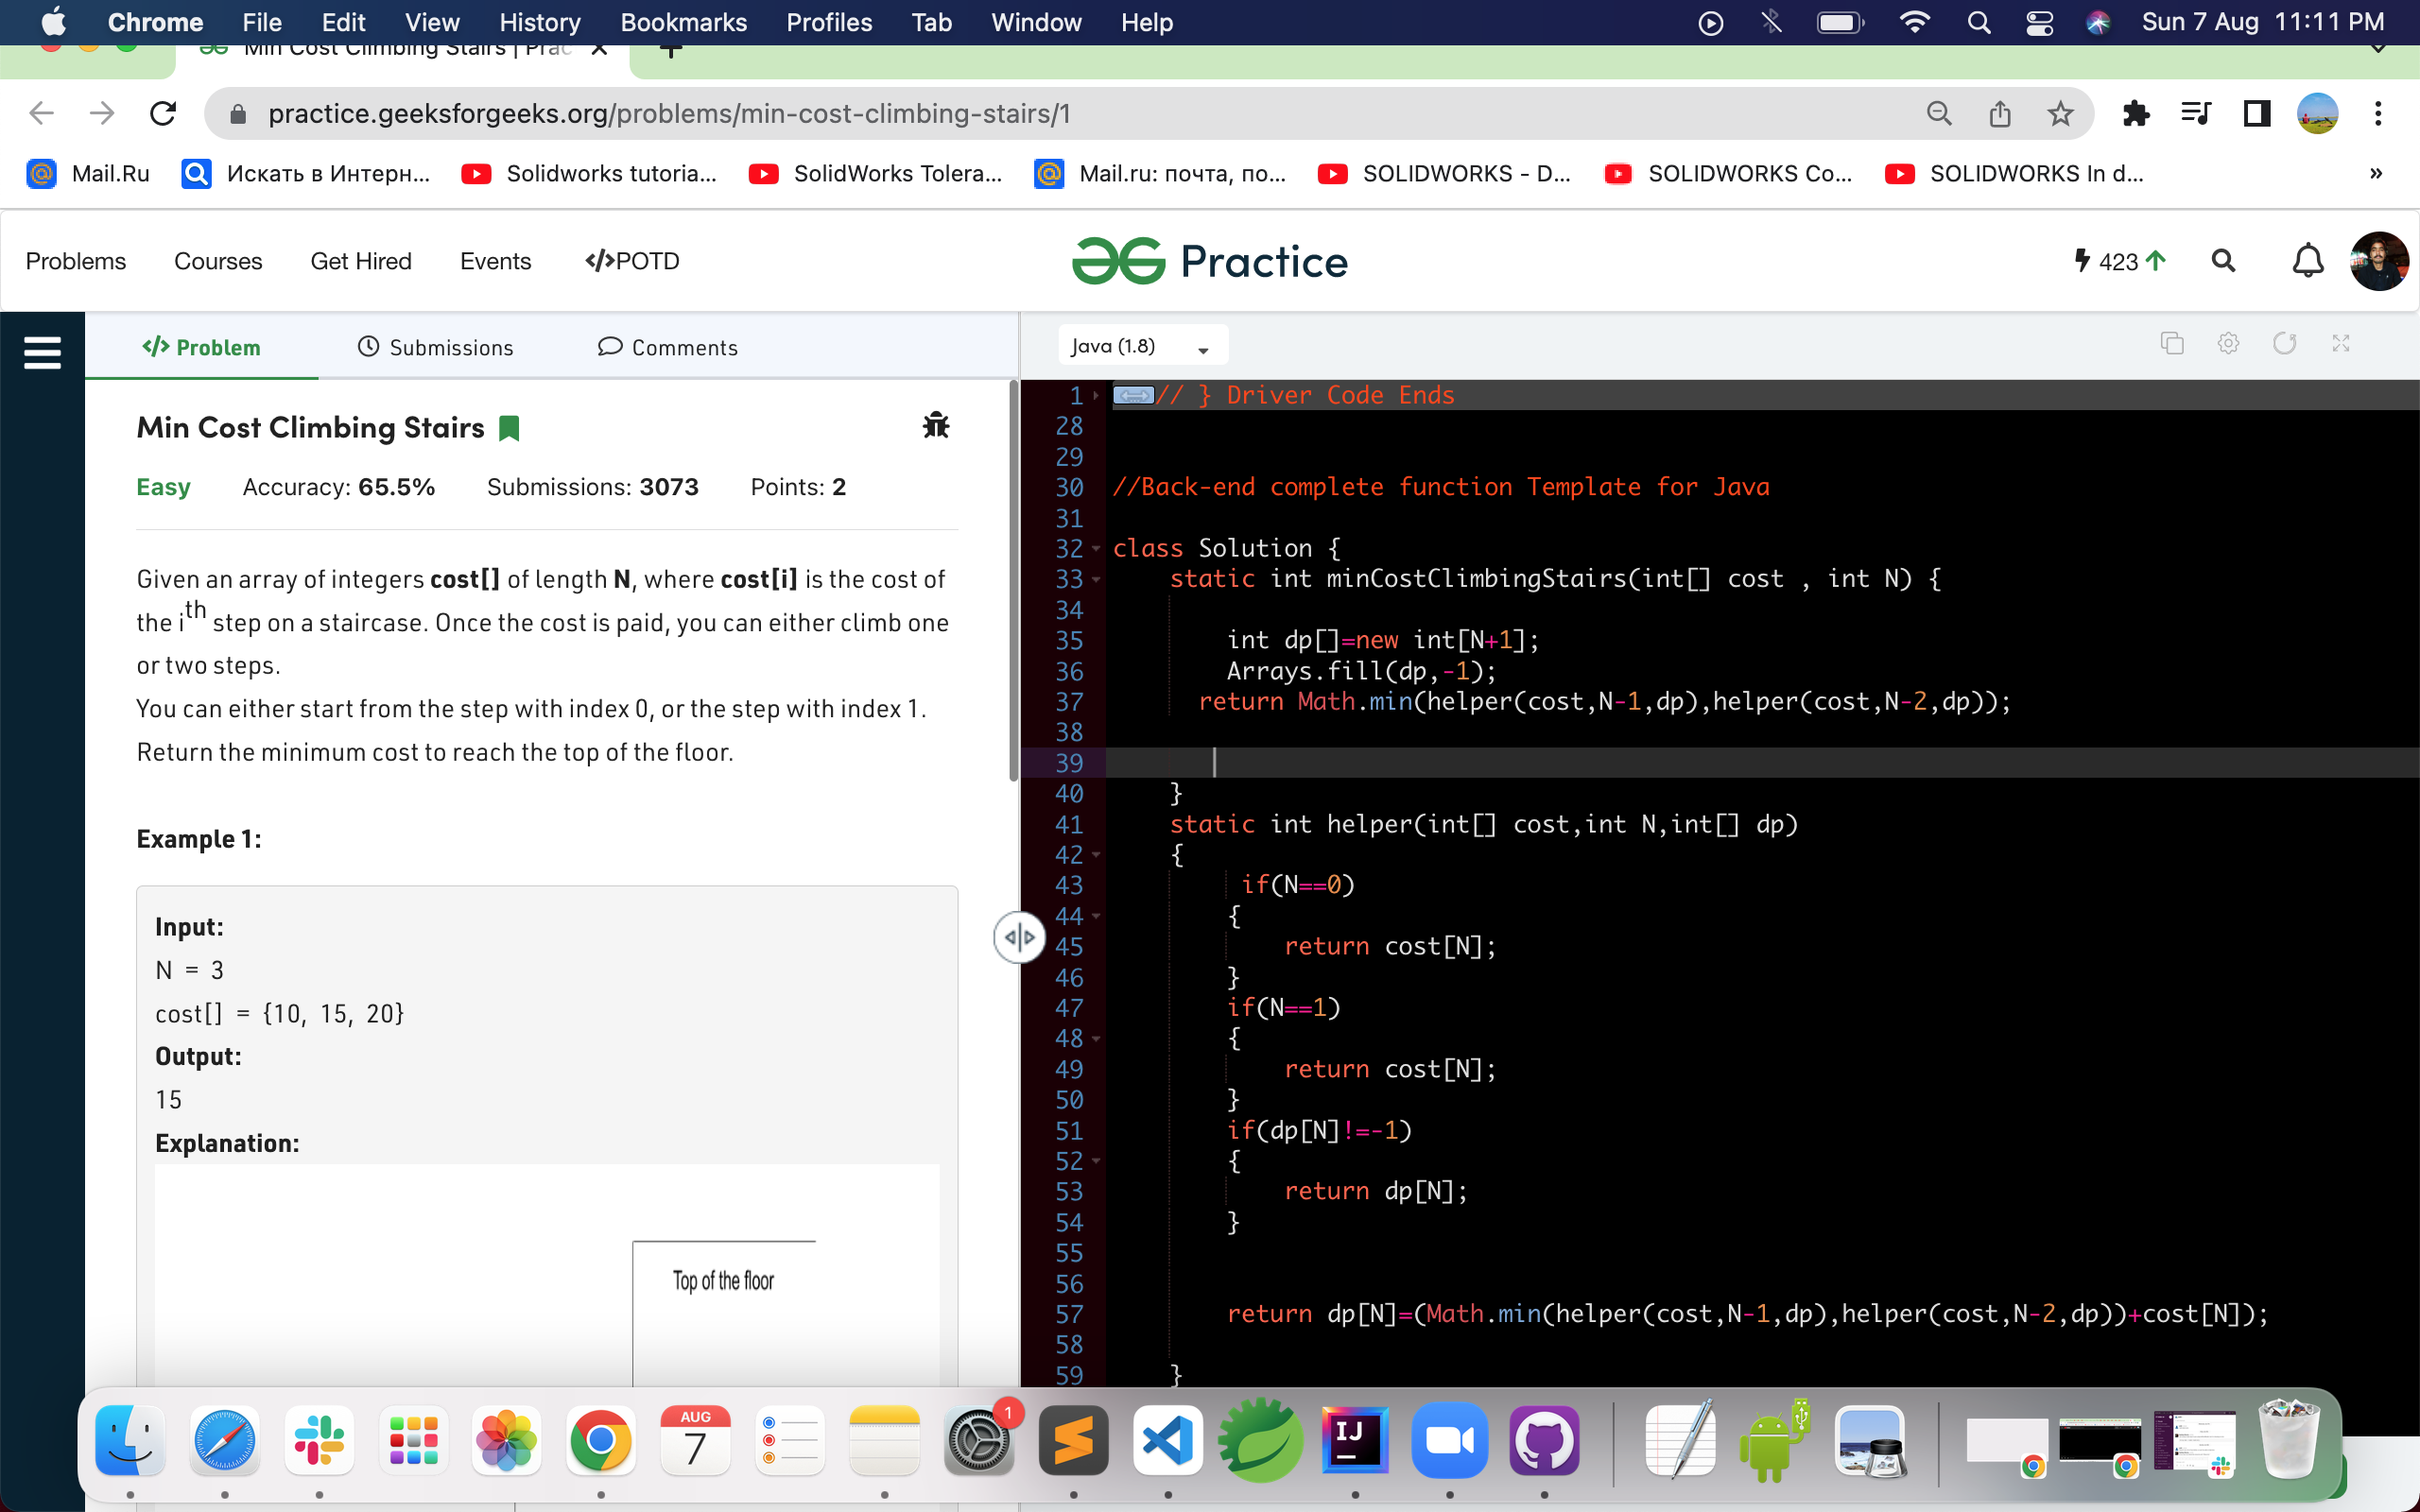 Chrome File Edit View History Bookmarks Profiles Tab Window Help Sun 7 Aug 11:11 PM
Min Cost Climbing Stairs | Prac
practice.geeksforgeeks.org/problems/min-cost-climbing-stairs/1
Mail.Ru Искать в Интерн... Solidworks tutoria... SolidWorks Tolera... Mail.ru: почта, по... SOLIDWORKS - D... SOLIDWORKS Co... SOLIDWORKS In d... »
Problems Courses Get Hired Events </>POTD Practice 423
</> Problem Submissions Comments
Min Cost Climbing Stairs
Easy Accuracy: 65.5% Submissions: 3073 Points: 2
Given an array of integers cost[] of length N, where cost[i] is the cost of
the ith step on a staircase. Once the cost is paid, you can either climb one
or two steps.
You can either start from the step with index 0, or the step with index 1.
Return the minimum cost to reach the top of the floor.
Example 1:
Input:
N = 3
cost[] = {10, 15, 20}
Output:
15
Explanation:
Top of the floor
Java (1.8)
1 // } Driver Code Ends
28
29
30 //Back-end complete function Template for Java
31
32 class Solution {
33 static int minCostClimbingStairs(int[] cost , int N) {
34
35 int dp[]=new int[N+1];
36 Arrays.fill(dp,-1);
37 return Math.min(helper(cost,N-1,dp),helper(cost,N-2,dp));
38
39
40 }
41 static int helper(int[] cost,int N,int[] dp)
42 {
43 if(N==0)
44 {
45 return cost[N];
46 }
47 if(N==1)
48 {
49 return cost[N];
50 }
51 if(dp[N]!=-1)
52 {
53 return dp[N];
54 }
55
56
57 return dp[N]=(Math.min(helper(cost,N-1,dp),helper(cost,N-2,dp))+cost[N]);
58
59 }
AUG
7
1
IJ